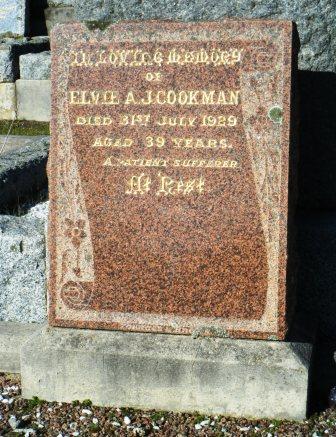 IN LOVING MEMORY
OF
ELVIE A.J. COOKMAN
DIED 31ST JULY 1929
AGED 39 YEARS.
A PATIENT SUFFERER
At Rest